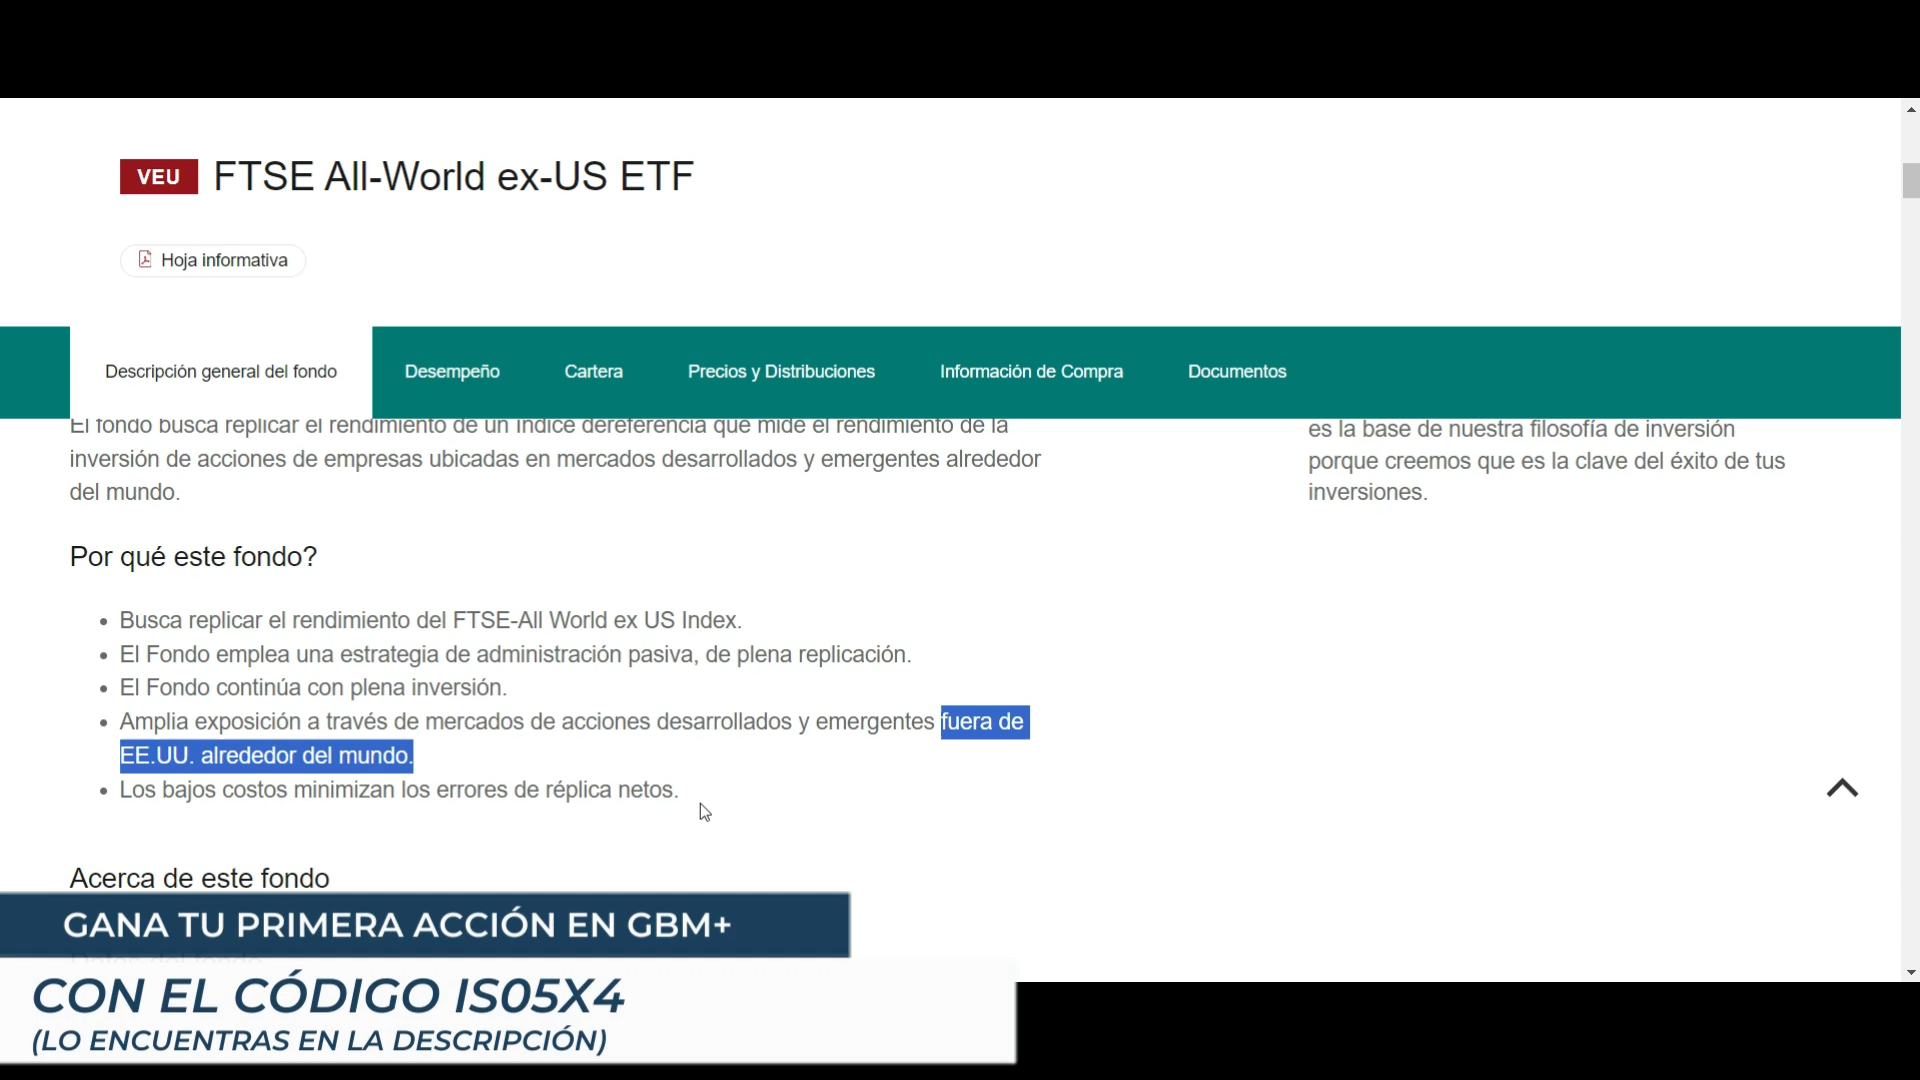 VEU FTSE All-World ex-US ETF
Hoja informativa
Descripción general del fondo Desempeño Cartera Precios y Distribuciones Información de Compra Documentos
El fondo busca replicar el rendimiento de un índice dereferencia que mide el rendimiento de la
inversión de acciones de empresas ubicadas en mercados desarrollados y emergentes alrededor
del mundo.
es la base de nuestra filosofía de inversión
porque creemos que es la clave del éxito de tus
inversiones.
Por qué este fondo?
• Busca replicar el rendimiento del FTSE-All World ex US Index.
• El Fondo emplea una estrategia de administración pasiva, de plena replicación.
• El Fondo continúa con plena inversión.
• Amplia exposición a través de mercados de acciones desarrollados y emergentes fuera de
EE.UU. alrededor del mundo.
• Los bajos costos minimizan los errores de réplica netos.
Acerca de este fondo
GANA TU PRIMERA ACCIÓN EN GBM+
CON EL CÓDIGO IS05X4
(LO ENCUENTRAS EN LA DESCRIPCIÓN)